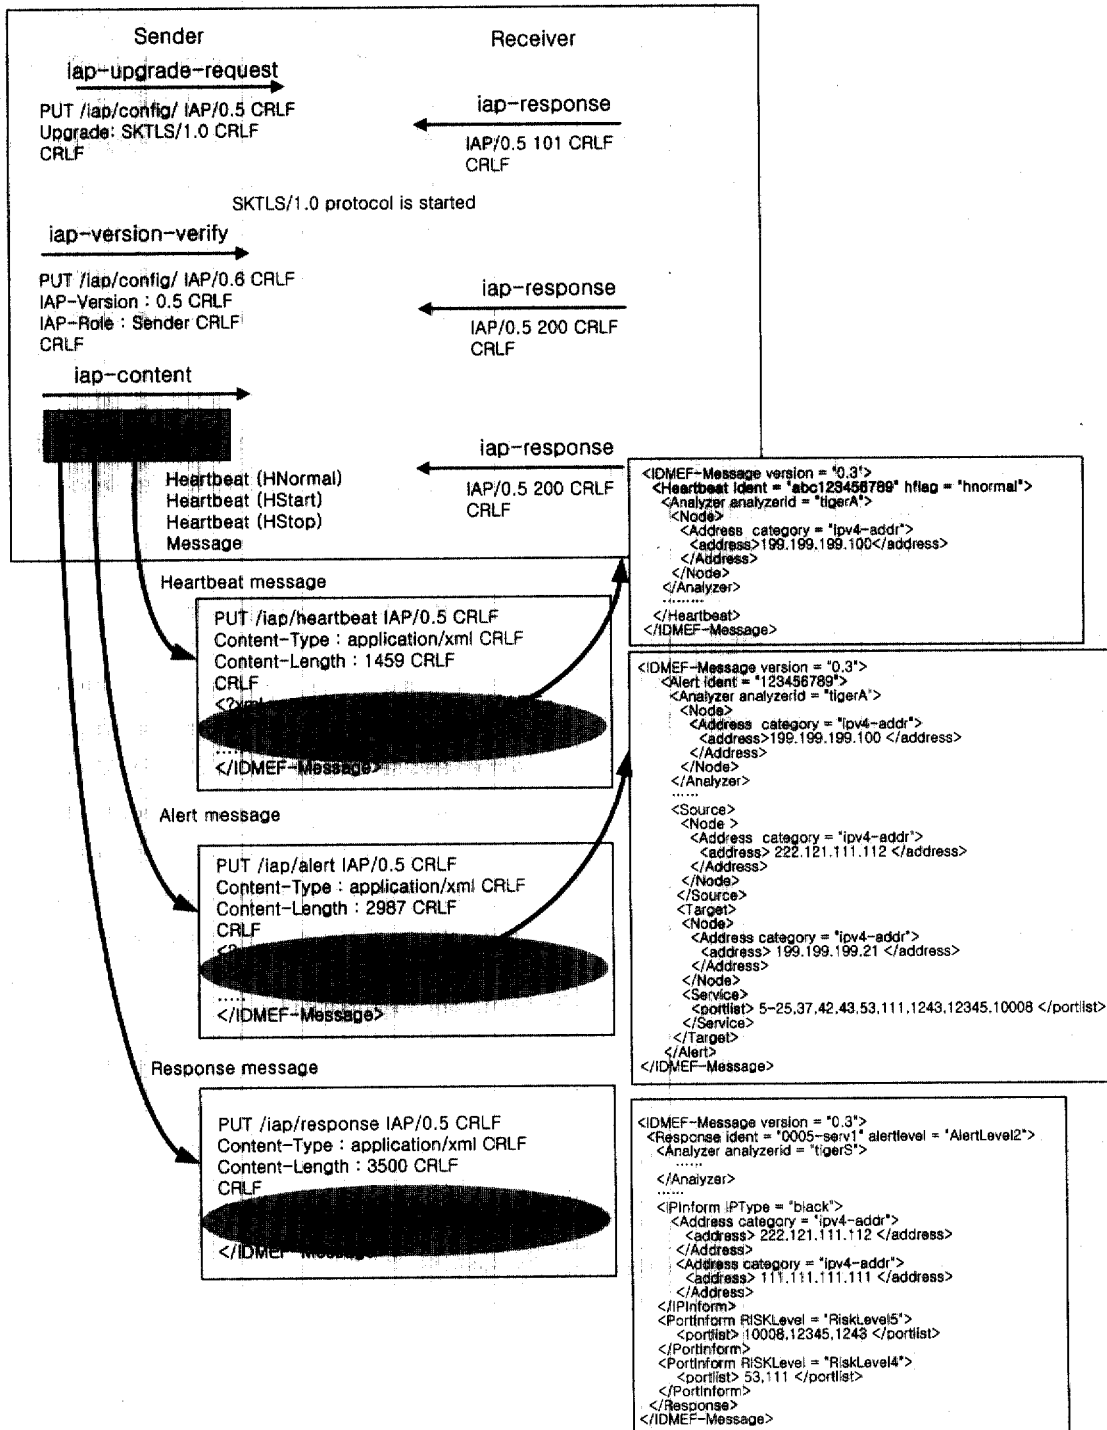 Sender
Receiver
iap-upgrade-request
PUT /iap/config/ IAP/0.5 CRLF
Upgrade: SKTLS/1.0 CRLF
CRLF
iap-response
IAP/0.5 101 CRLF
CRLF
SKTLS/1.0 protocol is started
iap-version-verify
PUT /iap/config/ IAP/0.6 CRLF
IAP-Version : 0.5 CRLF
IAP-Role : Sender CRLF
CRLF
iap-response
IAP/0.5 200 CRLF
CRLF
iap-content
iap-response
IAP/0.5 200 CRLF
CRLF
Heartbeat (HNormal)
Heartbeat (HStart)
Heartbeat (HStop)
Message
Heartbeat message
PUT /iap/heartbeat IAP/0.5 CRLF
Content-Type : application/xml CRLF
Content-Length : 1459 CRLF
CRLF
<?xml
.....
</IDMEF-Message>
<IDMEF-Message version = "0.3">
<Heartbeat ident = "abc123456789" hflag = "hnormal">
<Analyzer analyzerid = "tigerA">
<Node>
<Address category = "ipv4-addr">
<address>199.199.199.100</address>
</Address>
</Node>
</Analyzer>
.........
</Heartbeat>
</IDMEF-Message>
Alert message
PUT /iap/alert IAP/0.5 CRLF
Content-Type : application/xml CRLF
Content-Length : 2987 CRLF
CRLF
<?
.....
</IDMEF-Message>
<IDMEF-Message version = "0.3">
<Alert ident = "123456789">
<Analyzer analyzerid = "tigerA">
<Node>
<Address category = "ipv4-addr">
<address>199.199.199.100 </address>
</Address>
</Node>
</Analyzer>
......
<Source>
<Node >
<Address category = "ipv4-addr">
<address> 222.121.111.112 </address>
</Address>
</Node>
</Source>
<Target>
<Node>
<Address category = "ipv4-addr">
<address> 199.199.199.21 </address>
</Address>
</Node>
<Service>
<portlist> 5-25,37,42,43,53,111,1243,12345.10008 </portlist>
</Service>
</Target>
</Alert>
</IDMEF-Message>
Response message
PUT /iap/response IAP/0.5 CRLF
Content-Type : application/xml CRLF
Content-Length : 3500 CRLF
CRLF
</IDMEF-Message>
<IDMEF-Message version = "0.3">
<Response ident = "0005-serv1" alertlevel = "AlertLevel2">
<Analyzer analyzerid = "tigerS">
......
</Analyzer>
......
<IPInform IPType = "black">
<Address category = "ipv4-addr">
<address> 222.121.111.112 </address>
</Address>
<Address category = "ipv4-addr">
<address> 111.111.111.111 </address>
</Address>
</IPInform>
<PortInform RISKLevel = "RiskLevel5">
<portlist> 10008,12345,1243 </portlist>
</PortInform>
<PortInform RISKLevel = "RiskLevel4">
<portlist> 53,111 </portlist>
</PortInform>
</Response>
</IDMEF-Message>